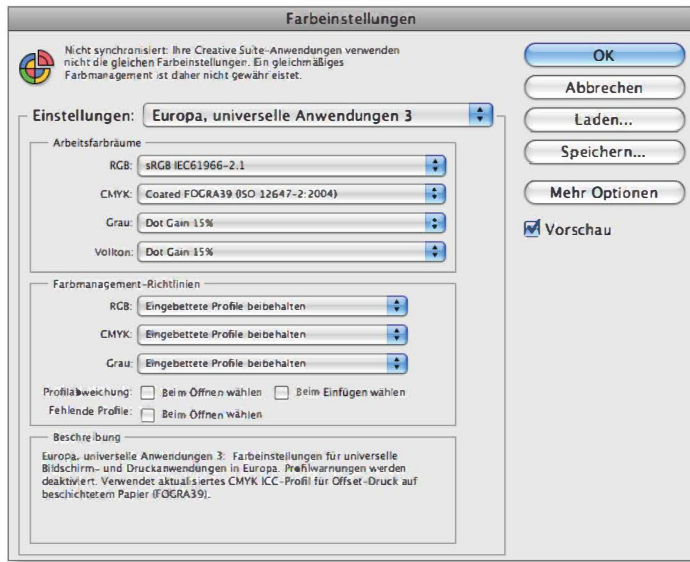 Farbeinstellungen
Nicht synchronisiert: Ihre Creative Suite-Anwendungen verwenden
nicht die gleichen Farbeinstellungen. Ein gleichmäßiges
Farbmanagement ist daher nicht gewähr eistet.
OK
Abbrechen
Laden...
Speichern...
Mehr Optionen
Vorschau
Einstellungen: Europa, universelle Anwendungen 3
Arbeitsfarbräume
RGB: sRGB IEC61966-2.1
CMYK: Coated FOGRA39 (ISO 12647-2:2004)
Grau: Dot Gain 15%
Vollton: Dot Gain 15%
Farbmanagement-Richtlinien
RGB: Eingebettete Profile beibehalten
CMYK: Eingebettete Profile beibehalten
Grau: Eingebettete Profile beibehalten
Profilabweichung: Beim Öffnen wählen Beim Einfügen wählen
Fehlende Profile: Beim Öffnen wählen
Beschreibung
Europa, universelle Anwendungen 3: Farbeinstellungen für universelle
Bildschirm- und Druckanwendungen in Europa. Profilwarnungen werden
deaktiviert. Verwendet aktualisiertes CMYK ICC-Profil für Offset-Druck auf
beschichtetem Papier (FOGRA39).